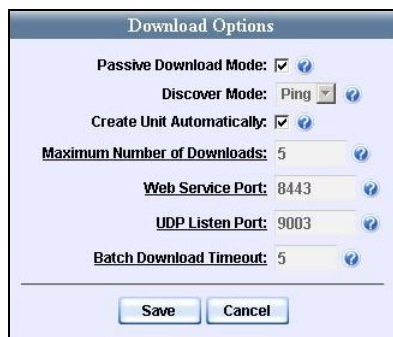 Download Options
Passive Download Mode:
Discover Mode: Ping
Create Unit Automatically:
Maximum Number of Downloads: 5
Web Service Port: 8443
UDP Listen Port: 9003
Batch Download Timeout: 5
Save Cancel